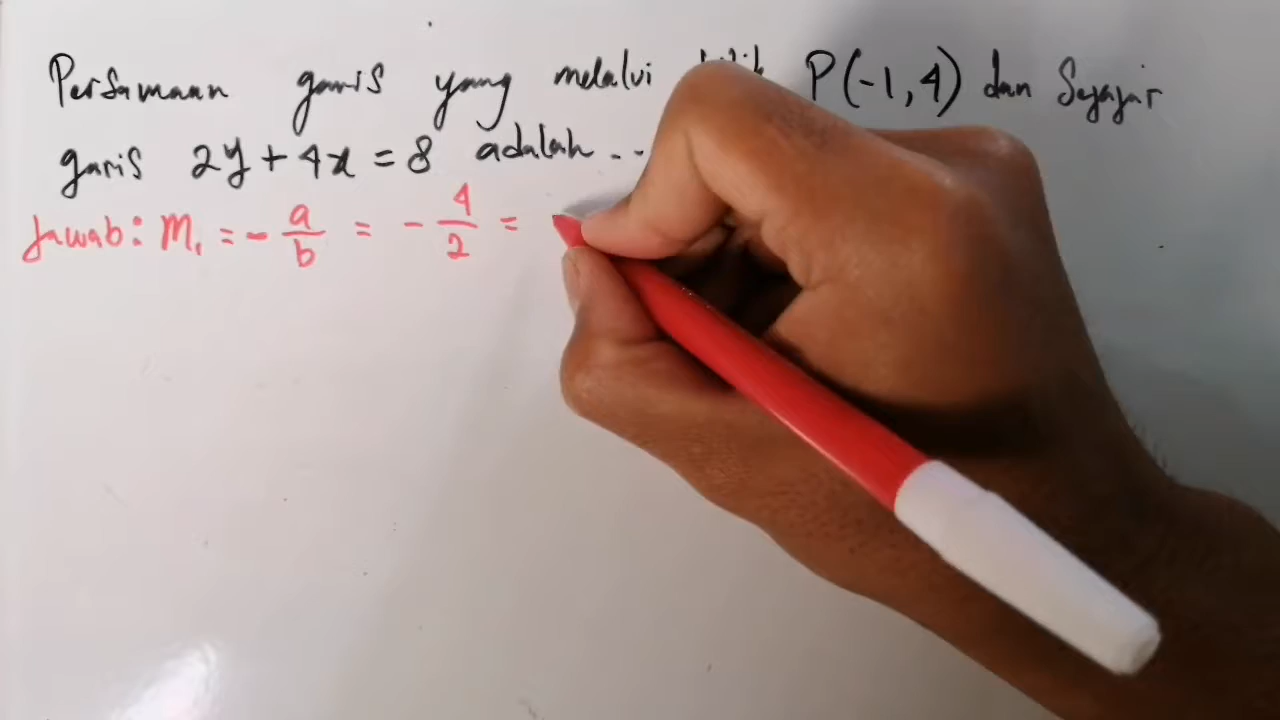 Persamaan garis yang melalui P(-1,4) dan Sejajar
garis 2y + 4x = 8 adalah . .
Jawab : M₁ = - a/b = - 4/2 =